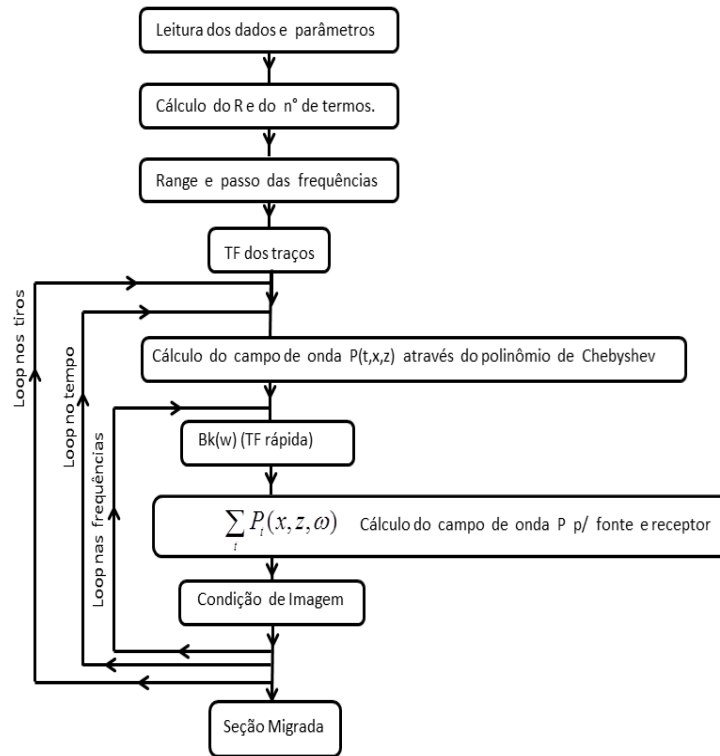 Leitura dos dados e parâmetros
Cálculo do R e do n° de termos.
Range e passo das frequências
TF dos traços
Loop nos tiros
Loop no tempo
Cálculo do campo de onda P(t,x,z) através do polinômio de Chebyshev
Loop nas frequências
Bk(w) (TF rápida)
∑_t P_t(x, z, ω) Cálculo do campo de onda P p/ fonte e receptor
Condição de Imagem
Seção Migrada